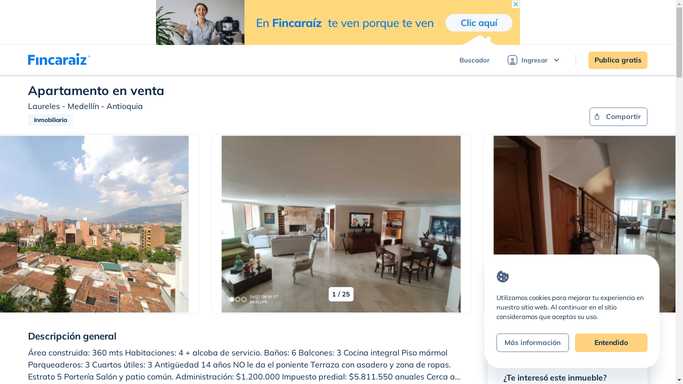 En Fincaraíz te ven porque te ven
Clic aquí
Fincaraíz
Buscador
Ingresar
Publica gratis
Apartamento en venta
Laureles - Medellín - Antioquia
Inmobiliaria
Compartir
1 / 25
Utilizamos cookies para mejorar tu experiencia en
nuestro sitio web. Al continuar en el sitio
consideramos que aceptas su uso.
Más información
Entendido
Descripción general
Área construida: 360 mts Habitaciones: 4 + alcoba de servicio. Baños: 6 Balcones: 3 Cocina integral Piso mármol
Parqueaderos: 3 Cuartos útiles: 3 Antigüedad 14 años NO le da el poniente Terraza con asadero y zona de ropas.
Estrato 5 Portería Salón y patio común. Administración: $1.200.000 Impuesto predial: $5.811.550 anuales Cerca a...
¿Te interesó este inmueble?